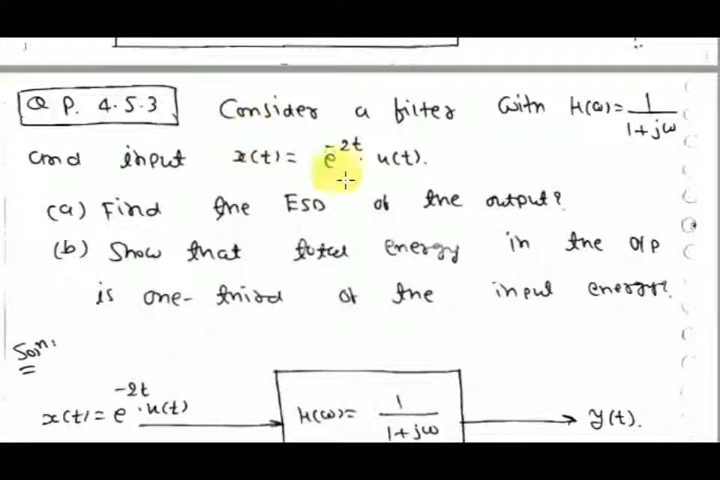 Q P. 4.5.3 Consider a filter with H(ω)= 1/(1+jω)
and input x(t)= e^-2t . u(t).
(a) Find the ESD of the output?
(b) Show that total energy in the O/P
is one-third of the input energy?
Soln:
x(t)= e^-2t . u(t) H(ω)= 1/(1+jω) y(t).